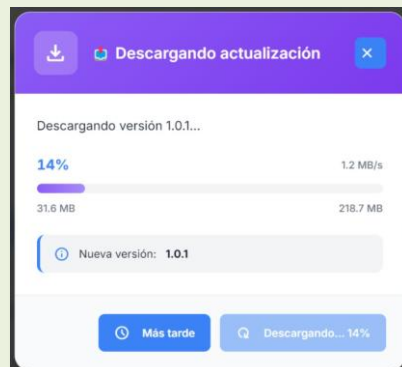 Descargando actualización
Descargando versión 1.0.1...
14% 1.2 MB/s
31.6 MB 218.7 MB
Nueva versión: 1.0.1
Más tarde Descargando... 14%